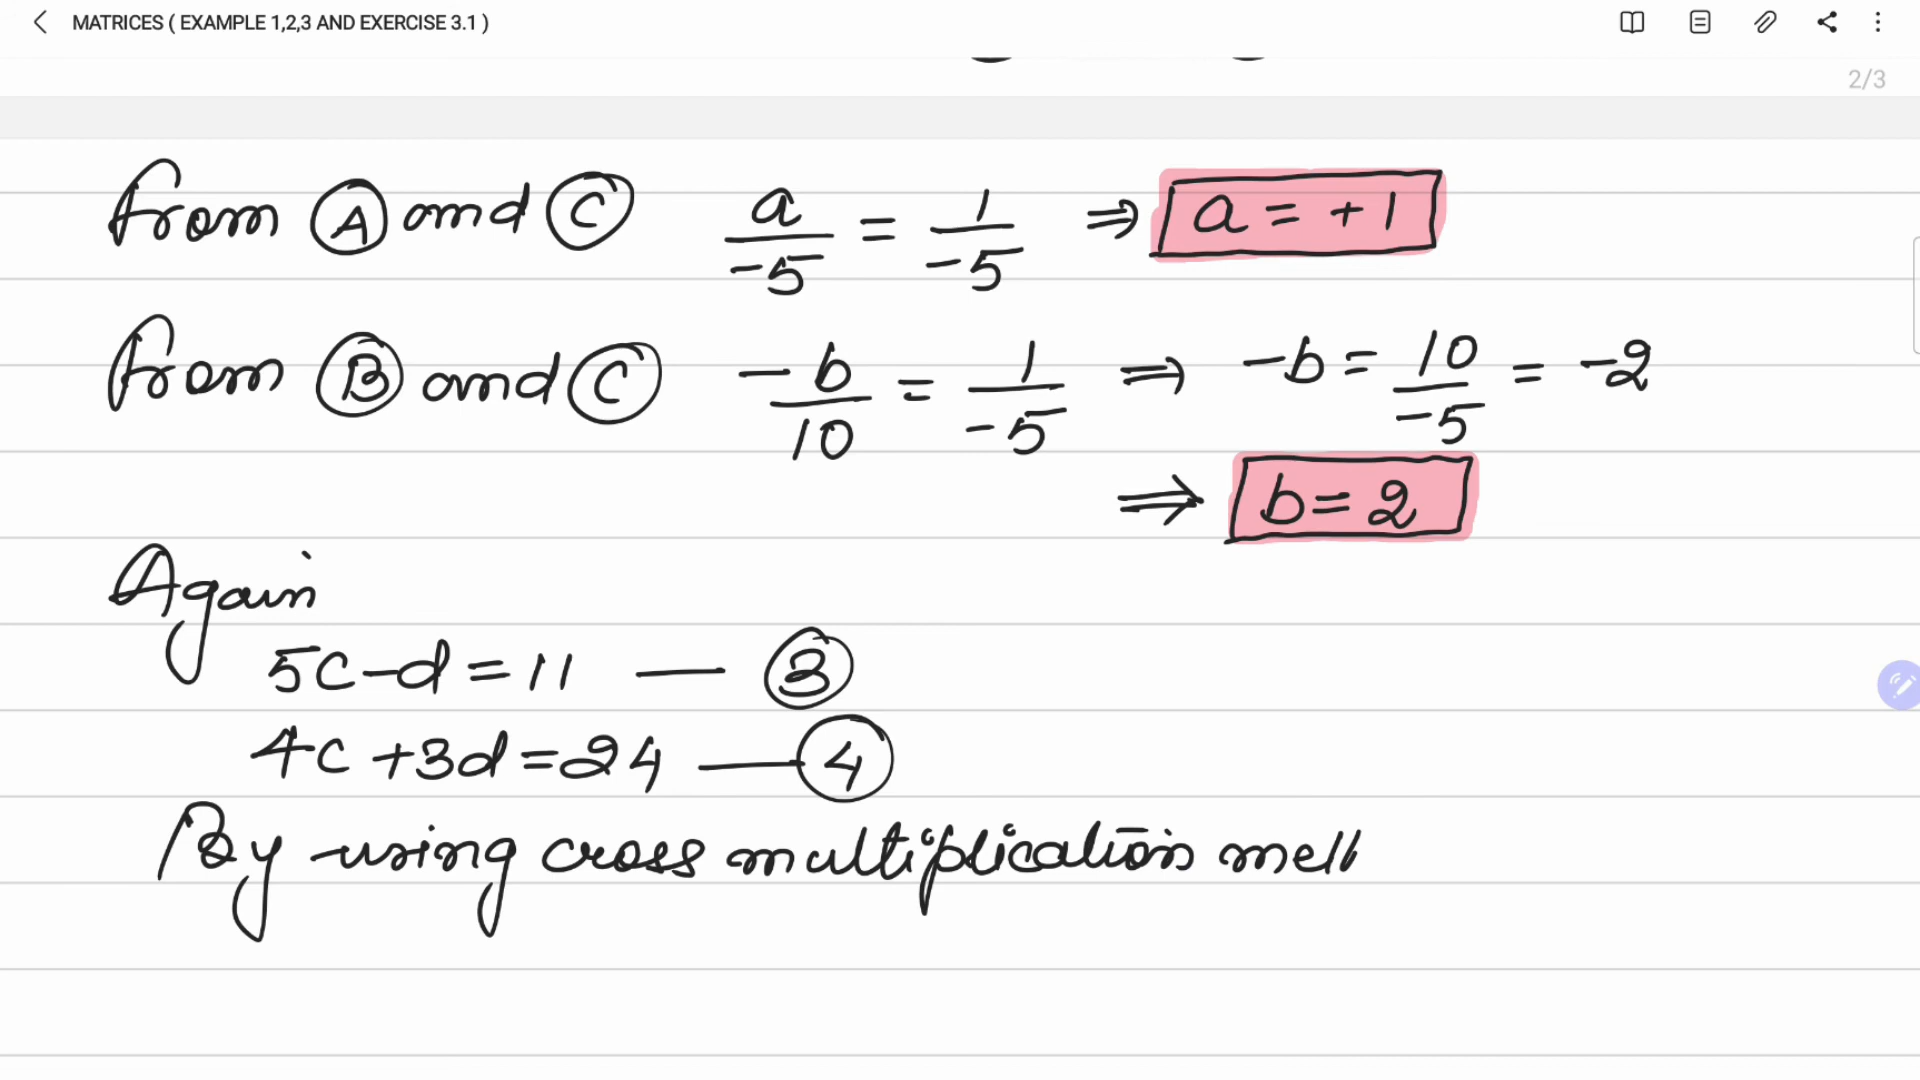 MATRICES ( EXAMPLE 1,2,3 AND EXERCISE 3.1 )
2/3
from (A) and (C) a/-5 = 1/-5 ⇒ a = +1
from (B) and (C) -b/10 = 1/-5 ⇒ -b = 10/-5 = -2
⇒ b = 2
Again
5c-d = 11 — (3)
4c+3d = 24 — (4)
By using cross multiplication